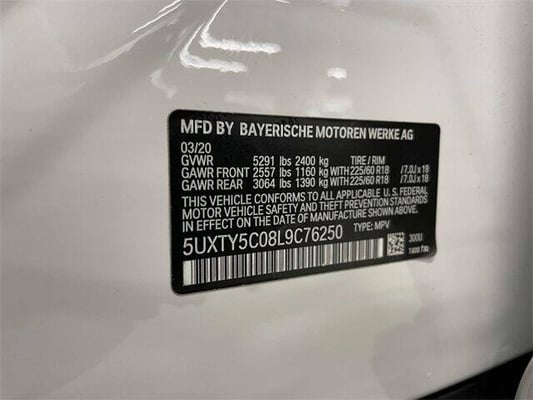 MFD BY BAYERISCHE MOTOREN WERKE AG
03/20
GVWR 5291 lbs 2400 kg TIRE / RIM
GAWR FRONT 2557 lbs 1160 kg WITH 225/60 R18 /7.0J x 18
GAWR REAR 3064 lbs 1390 kg WITH 225/60 R18 /7.0J x 18
THIS VEHICLE CONFORMS TO ALL APPLICABLE U. S. FEDERAL
MOTOR VEHICLE SAFETY, BUMPER, AND THEFT PREVENTION
STANDARDS IN EFFECT ON THE DATE OF MANUFACTURE SHOWN ABOVE.
5UXTY5C08L9C76250 TYPE: MPV
300U